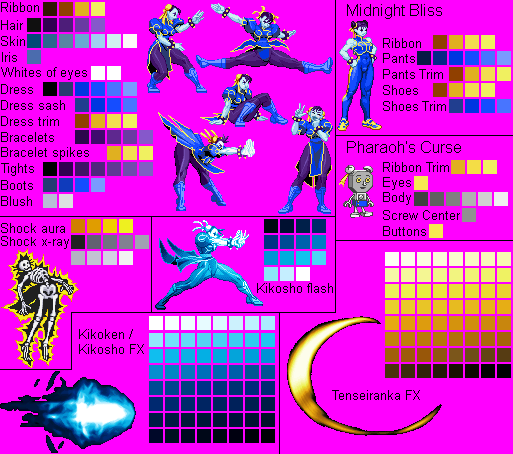 Ribbon
Hair
Skin
Iris
Whites of eyes
Dress
Dress sash
Dress trim
Bracelets
Bracelet spikes
Tights
Boots
Blush
Midnight Bliss
Ribbon
Pants
Pants Trim
Shoes
Shoes Trim
Pharaoh's Curse
Ribbon Trim
Eyes
Body
Screw Center
Buttons
Shock aura
Shock x-ray
Kikosho flash
Kikoken /
Kikosho FX
Tenseiranka FX